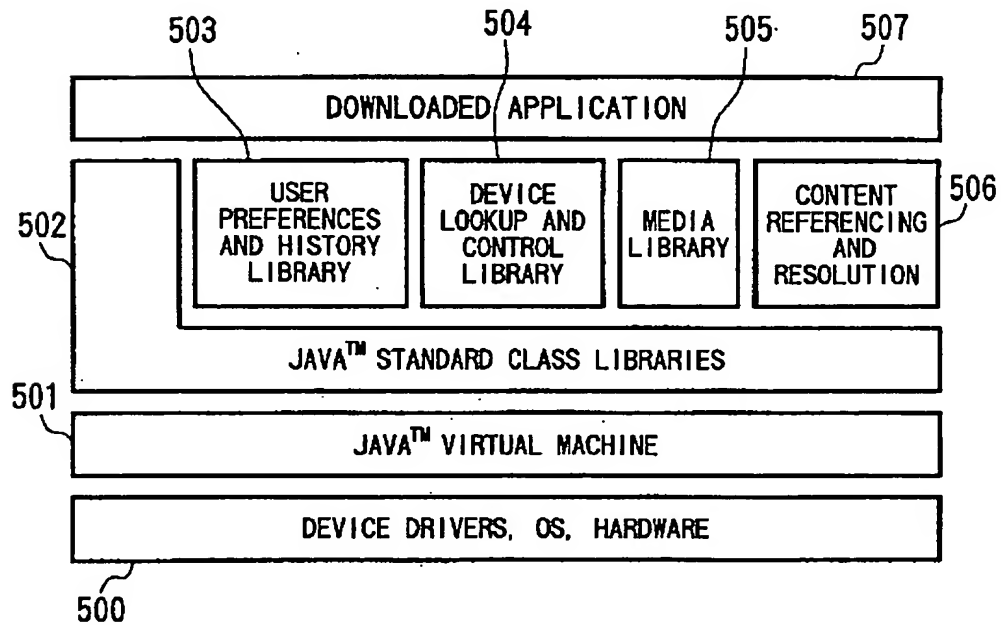 503
504
505
507
DOWNLOADED APPLICATION
502
USER
PREFERENCES
AND HISTORY
LIBRARY
DEVICE
LOOKUP AND
CONTROL
LIBRARY
MEDIA
LIBRARY
CONTENT
REFERENCING
AND
RESOLUTION
506
JAVA™ STANDARD CLASS LIBRARIES
501
JAVA™ VIRTUAL MACHINE
DEVICE DRIVERS, OS, HARDWARE
500